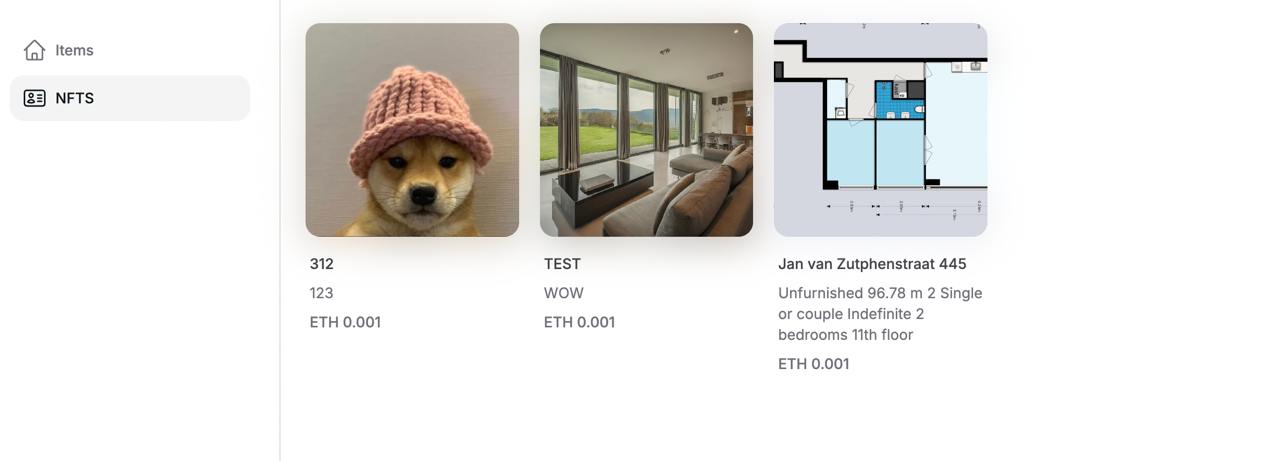 Items
NFTS
312
123
ETH 0.001
TEST
WOW
ETH 0.001
Jan van Zutphenstraat 445
Unfurnished 96.78 m 2 Single
or couple Indefinite 2
bedrooms 11th floor
ETH 0.001